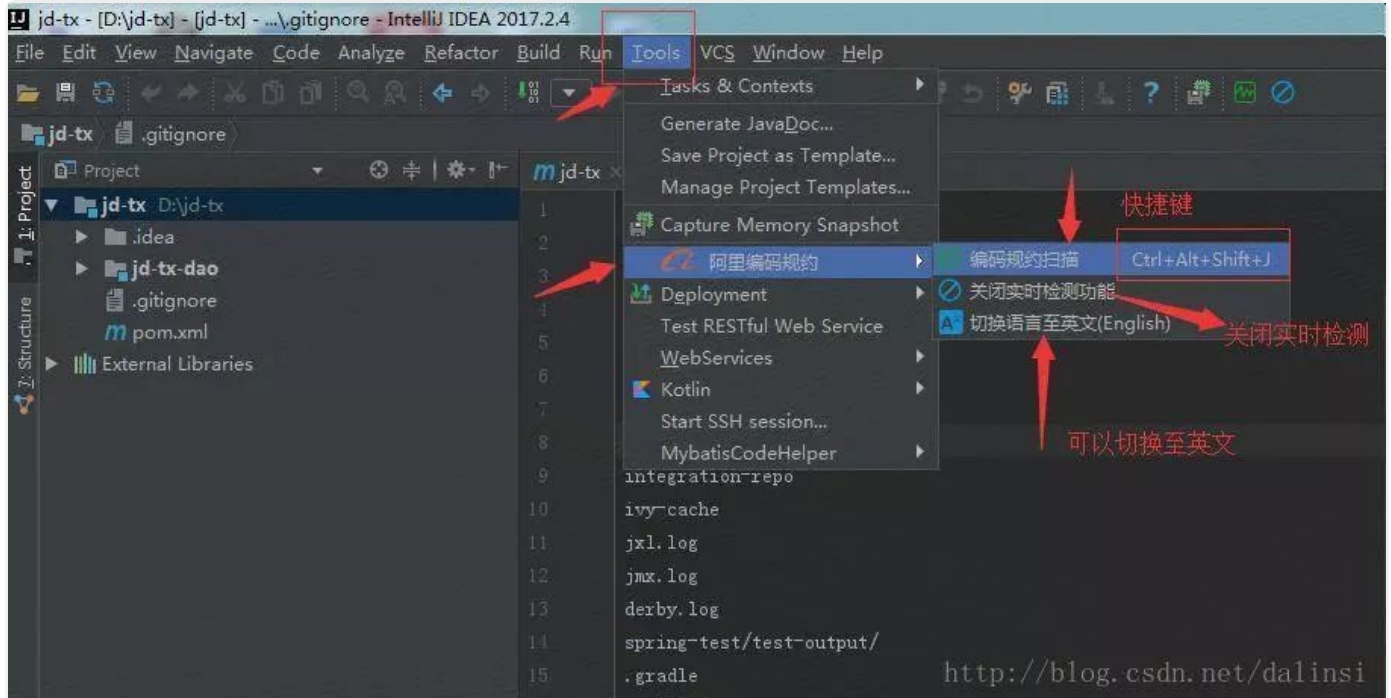 jd-tx - [D:\jd-tx] - [jd-tx] - ...\.gitignore - IntelliJ IDEA 2017.2.4
File Edit View Navigate Code Analyze Refactor Build Run Tools VCS Window Help
jd-tx .gitignore
Project
jd-tx
1: Project
7: Structure
jd-tx D:\jd-tx
.idea
jd-tx-dao
.gitignore
pom.xml
External Libraries
Tasks & Contexts
Generate JavaDoc...
Save Project as Template...
Manage Project Templates...
Capture Memory Snapshot
阿里编码规约
Deployment
Test RESTful Web Service
WebServices
Kotlin
Start SSH session...
MybatisCodeHelper
快捷键
编码规约扫描 Ctrl+Alt+Shift+J
关闭实时检测功能
切换语言至英文(English)
关闭实时检测
可以切换至英文
1
2
3
4
5
6
7
8
9 integration-repo
10 ivy-cache
11 jxl.log
12 jmx.log
13 derby.log
14 spring-test/test-output/
15 .gradle
http://blog.csdn.net/dalinsi